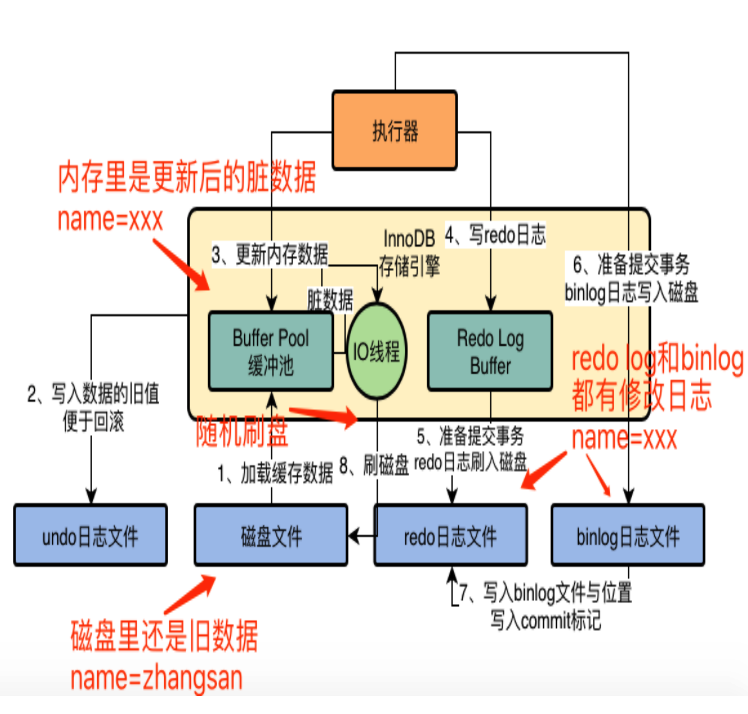 执行器
内存里是更新后的脏数据
name=xxx
InnoDB
存储引擎
3、更新内存数据
4、写redo日志
6、准备提交事务
binlog日志写入磁盘
脏数据
Buffer Pool
缓冲池
IO线程
Redo Log
Buffer
redo log和binlog
都有修改日志
name=xxx
2、写入数据的旧值
便于回滚
随机刷盘
1、加载缓存数据
8、刷磁盘
5、准备提交事务
redo日志刷入磁盘
undo日志文件
磁盘文件
redo日志文件
binlog日志文件
7、写入binlog文件与位置
写入commit标记
磁盘里还是旧数据
name=zhangsan